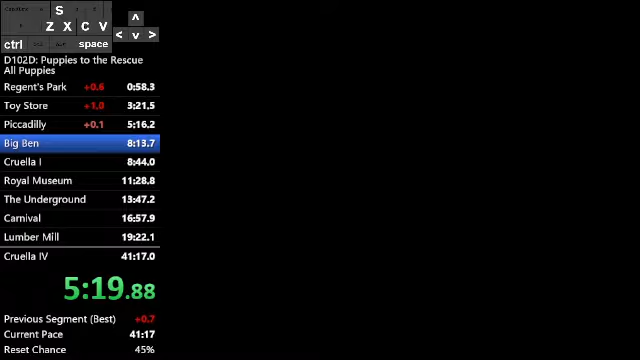 S
^
Z X C V
< v >
ctrl space
D102D: Puppies to the Rescue
All Puppies
Regent's Park +0.6 0:58.3
Toy Store +1.0 3:21.5
Piccadilly +0.1 5:16.2
Big Ben 8:13.7
Cruella I 8:44.0
Royal Museum 11:28.8
The Underground 13:47.2
Carnival 16:57.9
Lumber Mill 19:22.1
Cruella IV 41:17.0
5:19.88
Previous Segment (Best) +0.7
Current Pace 41:17
Reset Chance 45%